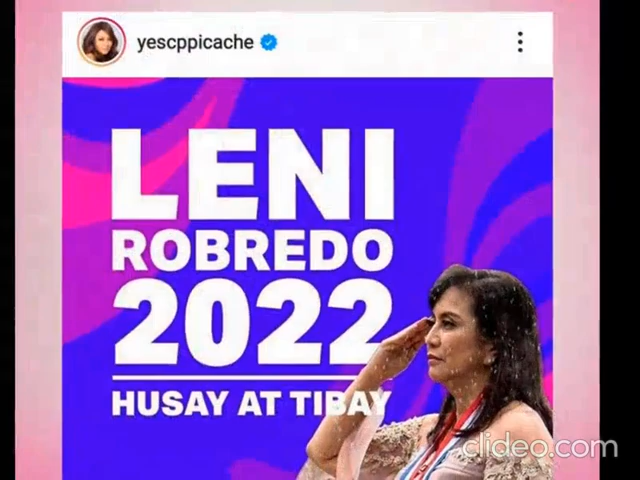 yescppicache
LENI
ROBREDO
2022
HUSAY AT TIBAY
clideo.com